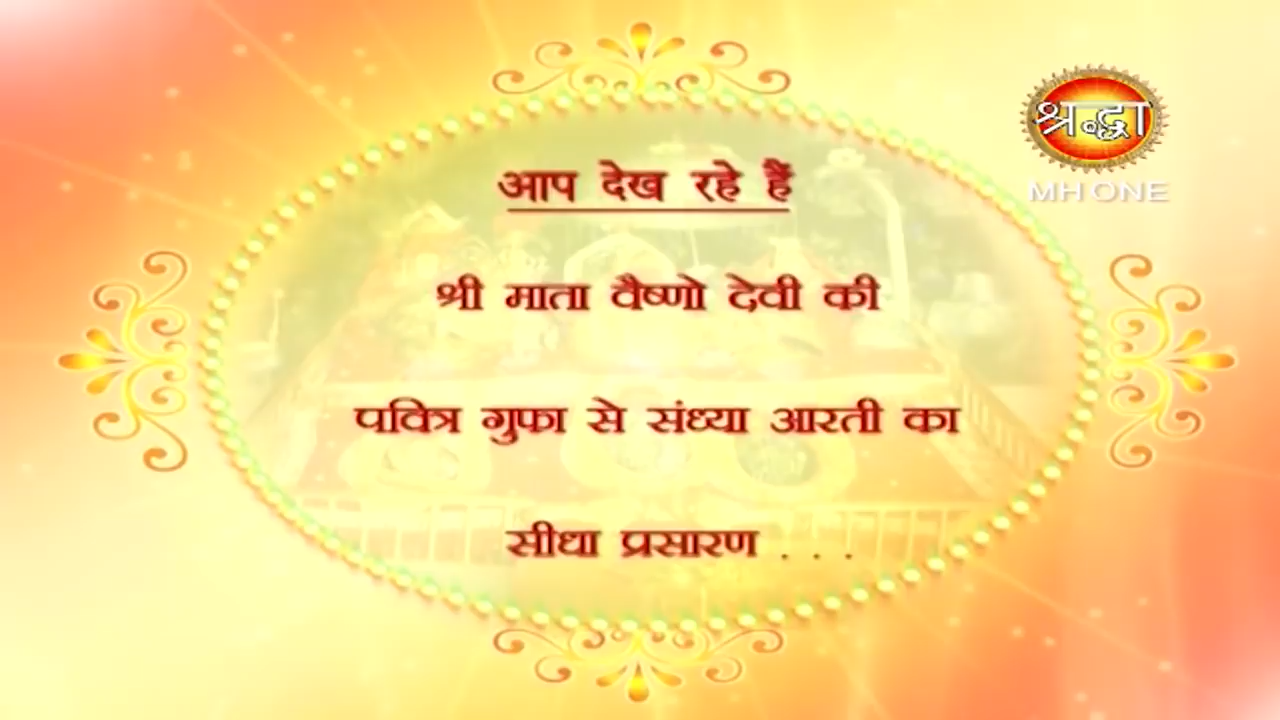 श्रद्धा
MH ONE
आप देख रहे हैं
श्री माता वैष्णो देवी की
पवित्र गुफा से संध्या आरती का
सीधा प्रसारण . . .